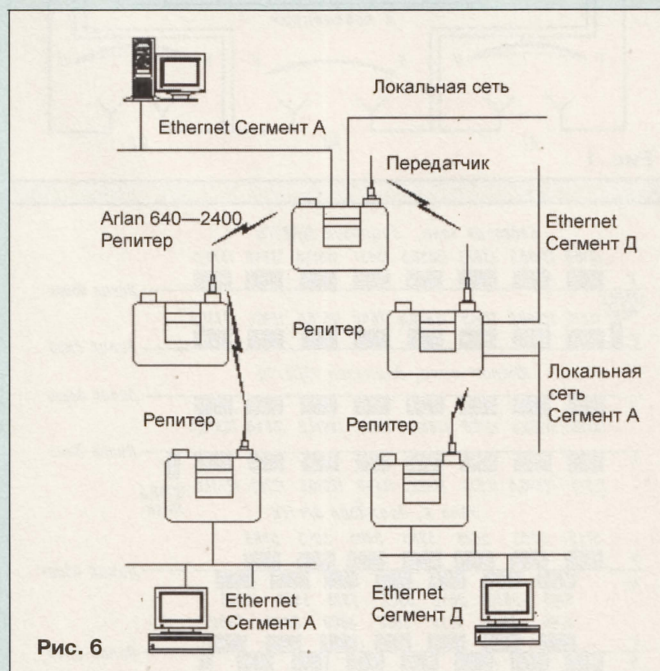 Локальная сеть
Ethernet Сегмент А
Передатчик
Arlan 640—2400
Репитер
Ethernet
Сегмент Д
Репитер
Локальная
сеть
Сегмент А
Репитер
Репитер
Ethernet
Сегмент А
Ethernet
Сегмент Д
Рис. 6